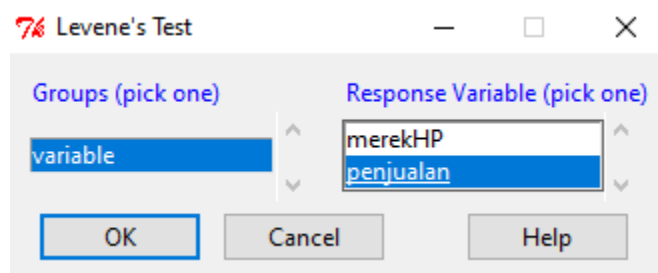 Levene's Test
Groups (pick one)
Response Variable (pick one)
variable
merekHP
penjualan
OK
Cancel
Help